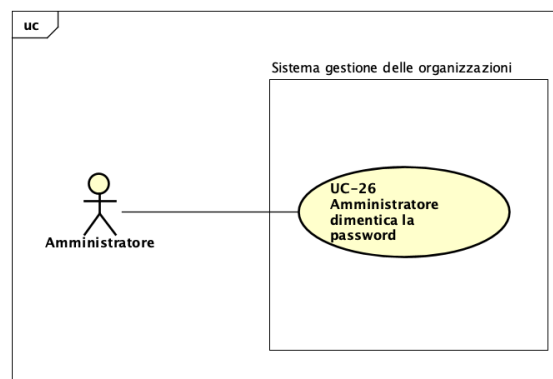 uc
Sistema gestione delle organizzazioni
UC-26
Amministratore
dimentica la
password
Amministratore